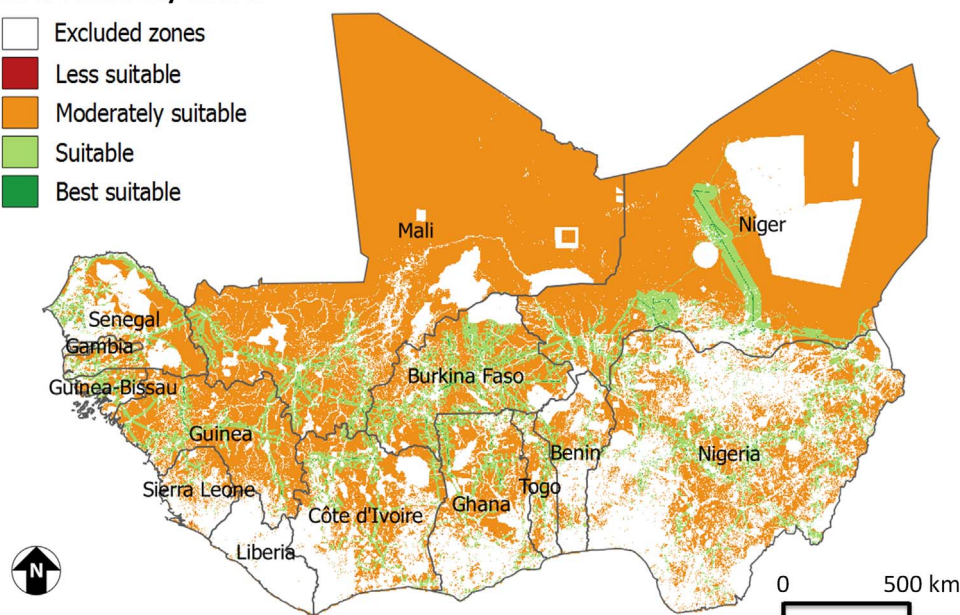 Excluded zones
Less suitable
Moderately suitable
Suitable
Best suitable
Mali
Niger
Senegal
Gambia
Guinea-Bissau
Burkina Faso
Guinea
Benin
Nigeria
Sierra Leone
Togo
Ghana
Côte d'Ivoire
Liberia
N
0 500 km